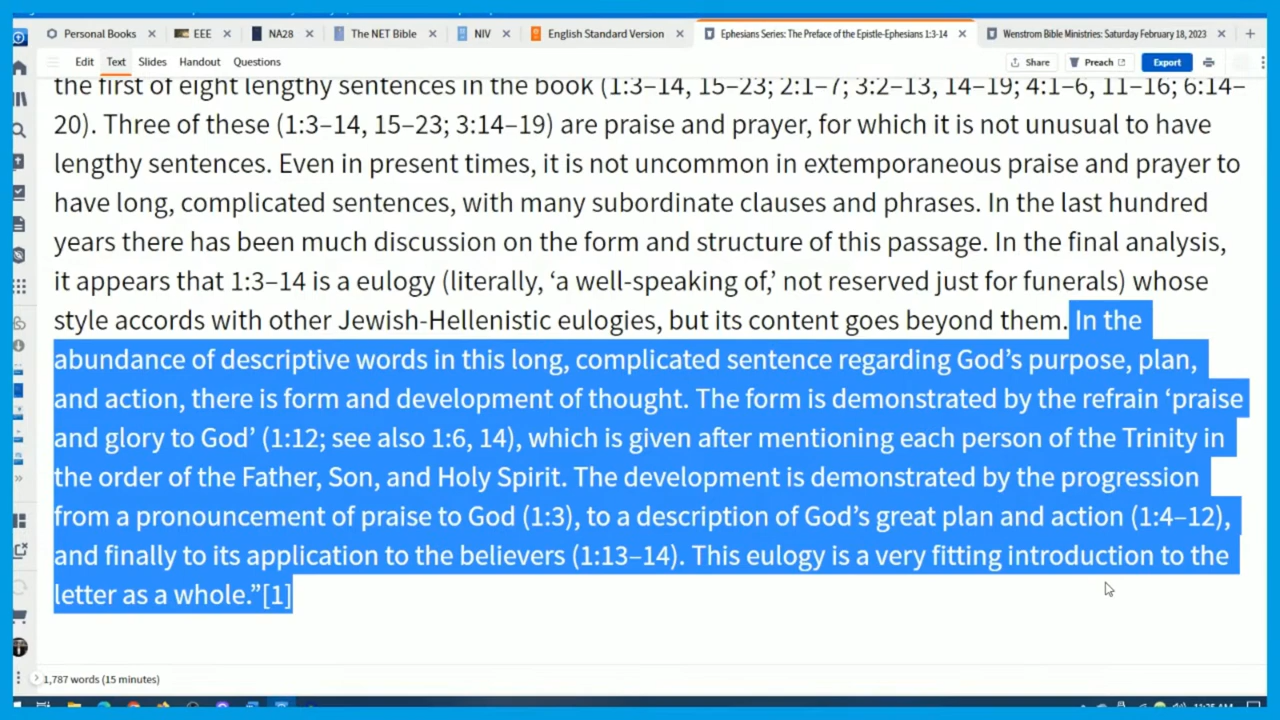 Personal Books
EEE
NA28
The NET Bible
NIV
English Standard Version
Ephesians Series: The Preface of the Epistle-Ephesians 1:3-14
Wenstrom Bible Ministries: Saturday February 18, 2023
Edit Text Slides Handout Questions
Share Preach Export
the first of eight lengthy sentences in the book (1:3–14, 15–23; 2:1–7; 3:2–13, 14–19; 4:1–6, 11–16; 6:14–
20). Three of these (1:3–14, 15–23; 3:14–19) are praise and prayer, for which it is not unusual to have
lengthy sentences. Even in present times, it is not uncommon in extemporaneous praise and prayer to
have long, complicated sentences, with many subordinate clauses and phrases. In the last hundred
years there has been much discussion on the form and structure of this passage. In the final analysis,
it appears that 1:3–14 is a eulogy (literally, ‘a well-speaking of,’ not reserved just for funerals) whose
style accords with other Jewish-Hellenistic eulogies, but its content goes beyond them. In the
abundance of descriptive words in this long, complicated sentence regarding God’s purpose, plan,
and action, there is form and development of thought. The form is demonstrated by the refrain ‘praise
and glory to God’ (1:12; see also 1:6, 14), which is given after mentioning each person of the Trinity in
the order of the Father, Son, and Holy Spirit. The development is demonstrated by the progression
from a pronouncement of praise to God (1:3), to a description of God’s great plan and action (1:4–12),
and finally to its application to the believers (1:13–14). This eulogy is a very fitting introduction to the
letter as a whole.”[1]
1,787 words (15 minutes)